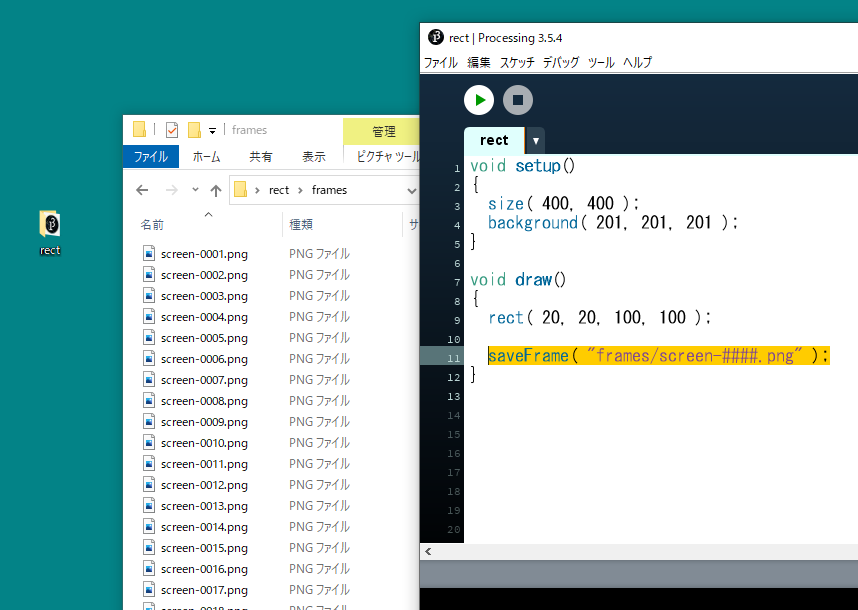 rect
frames
管理
ファイル ホーム 共有 表示 ピクチャ ツール
rect frames
名前 種類 サ
screen-0001.png PNG ファイル
screen-0002.png PNG ファイル
screen-0003.png PNG ファイル
screen-0004.png PNG ファイル
screen-0005.png PNG ファイル
screen-0006.png PNG ファイル
screen-0007.png PNG ファイル
screen-0008.png PNG ファイル
screen-0009.png PNG ファイル
screen-0010.png PNG ファイル
screen-0011.png PNG ファイル
screen-0012.png PNG ファイル
screen-0013.png PNG ファイル
screen-0014.png PNG ファイル
screen-0015.png PNG ファイル
screen-0016.png PNG ファイル
screen-0017.png PNG ファイル
screen-0018.png PNG ファイル
rect | Processing 3.5.4
ファイル 編集 スケッチ デバッグ ツール ヘルプ
rect
1 void setup()
2 {
3 size( 400, 400 );
4 background( 201, 201, 201 );
5 }
6
7 void draw()
8 {
9 rect( 20, 20, 100, 100 );
10
11 saveFrame( "frames/screen-####.png" );
12 }
13
14
15
16
17
18
19
20